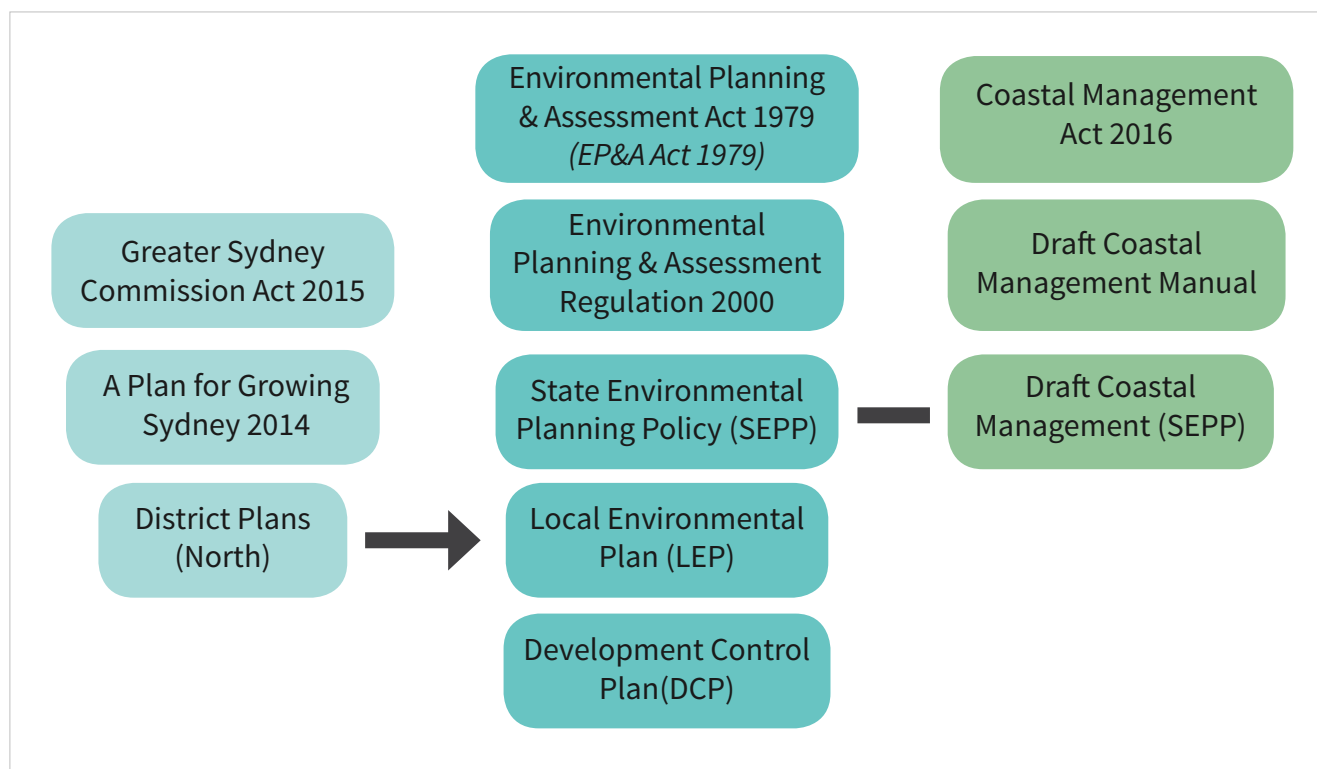 Greater Sydney
Commission Act 2015
A Plan for Growing
Sydney 2014
District Plans
(North)
Environmental Planning
& Assessment Act 1979
(EP&A Act 1979)
Environmental
Planning & Assessment
Regulation 2000
State Environmental
Planning Policy (SEPP)
Local Environmental
Plan (LEP)
Development Control
Plan(DCP)
Coastal Management
Act 2016
Draft Coastal
Management Manual
Draft Coastal
Management (SEPP)